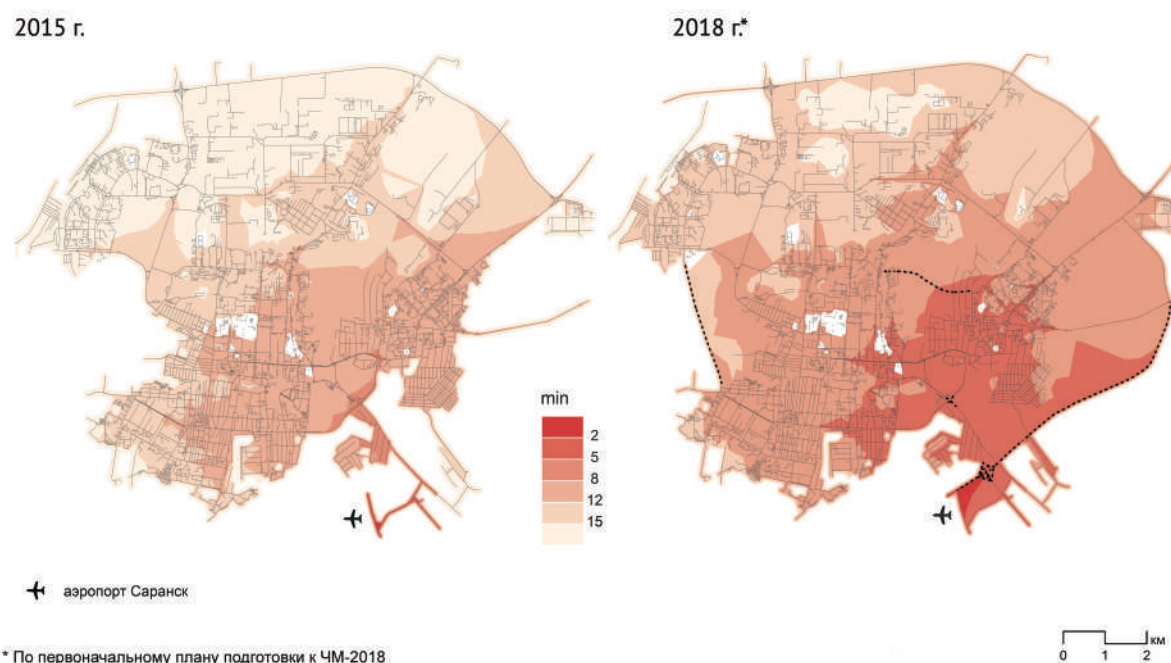 2015 г.
2018 г.*
min
2
5
8
12
15
аэропорт Саранск
* По первоначальному плану подготовки к ЧМ-2018
км
0 1 2